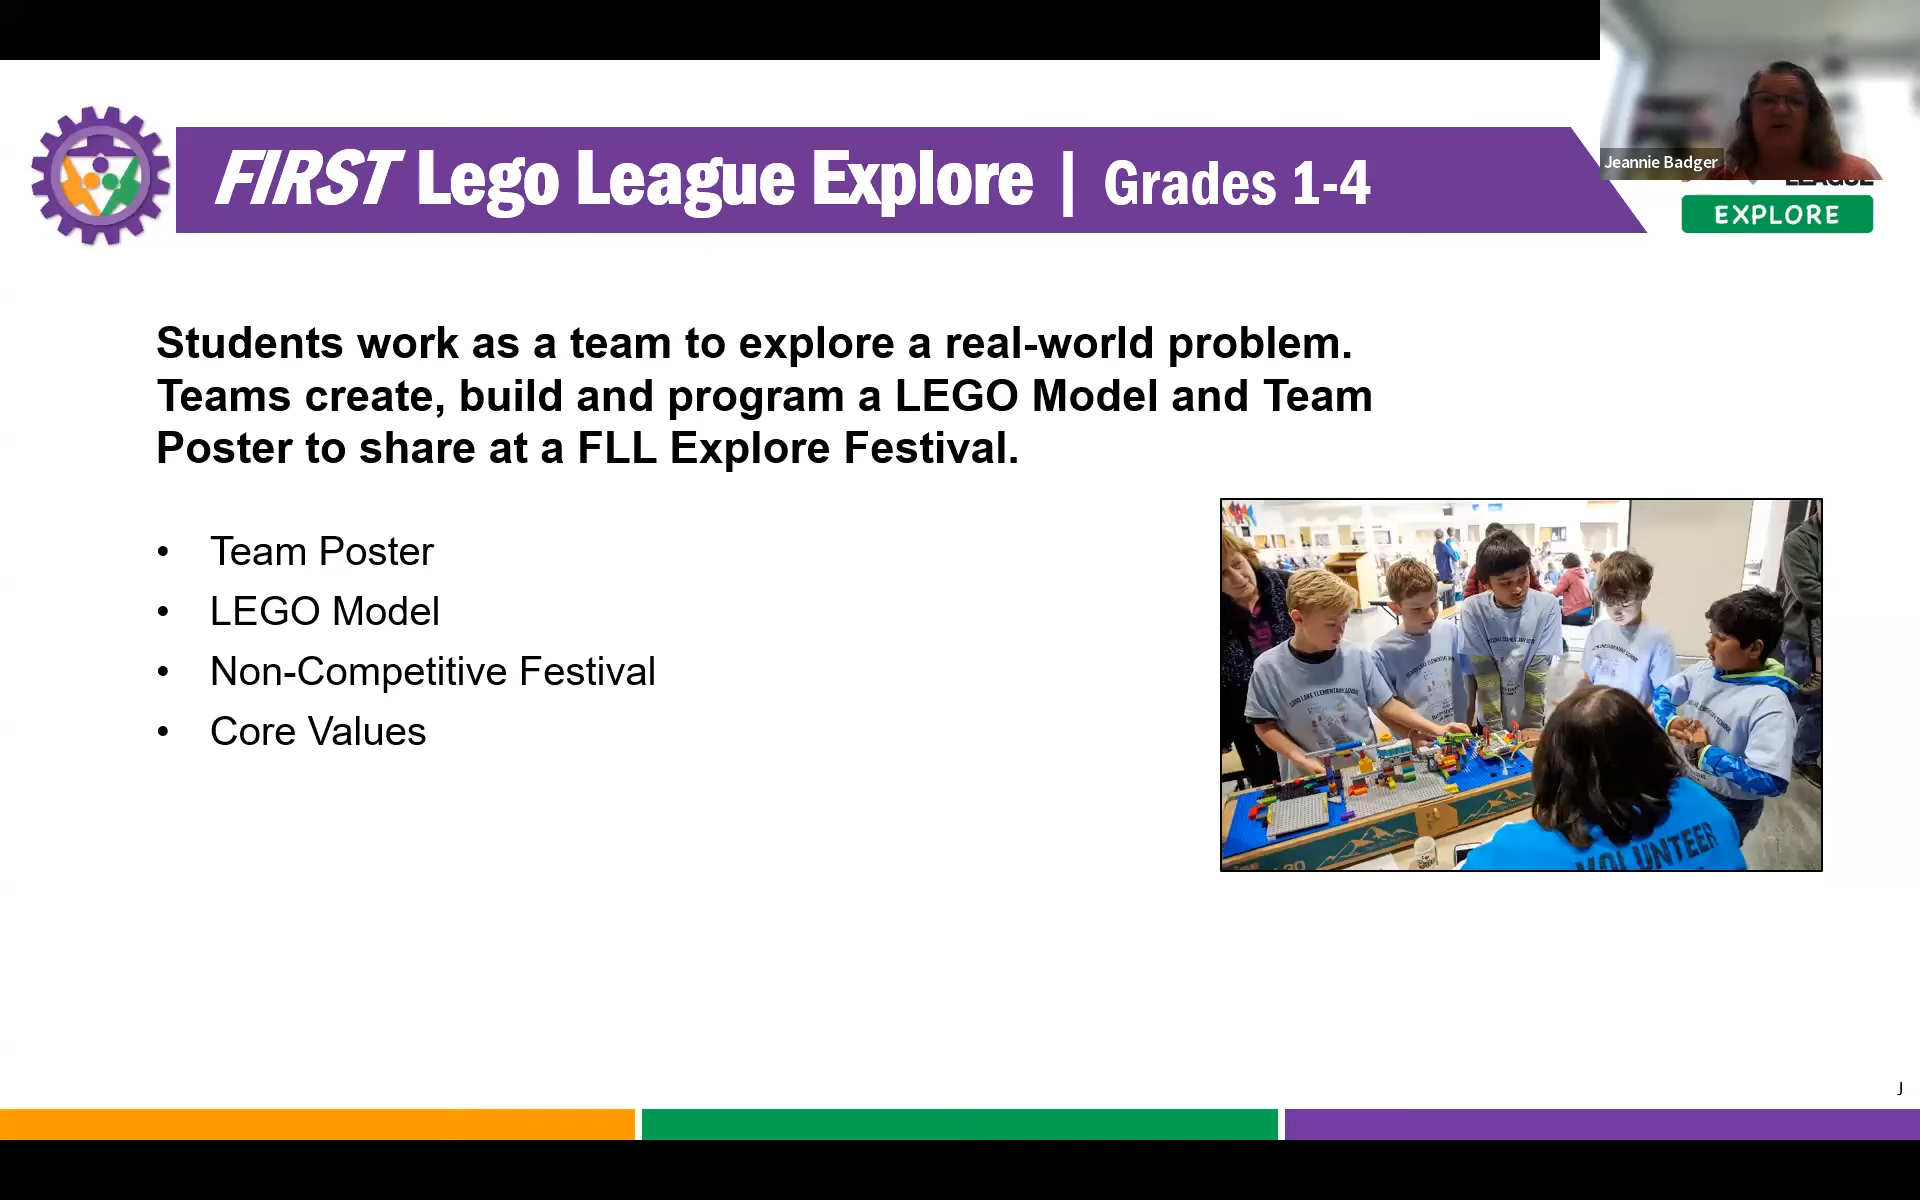 FIRST Lego League Explore | Grades 1-4
Jeannie Badger
LEAGUE
EXPLORE
Students work as a team to explore a real-world problem.
Teams create, build and program a LEGO Model and Team
Poster to share at a FLL Explore Festival.
• Team Poster
• LEGO Model
• Non-Competitive Festival
• Core Values
VOLUNTEER
J